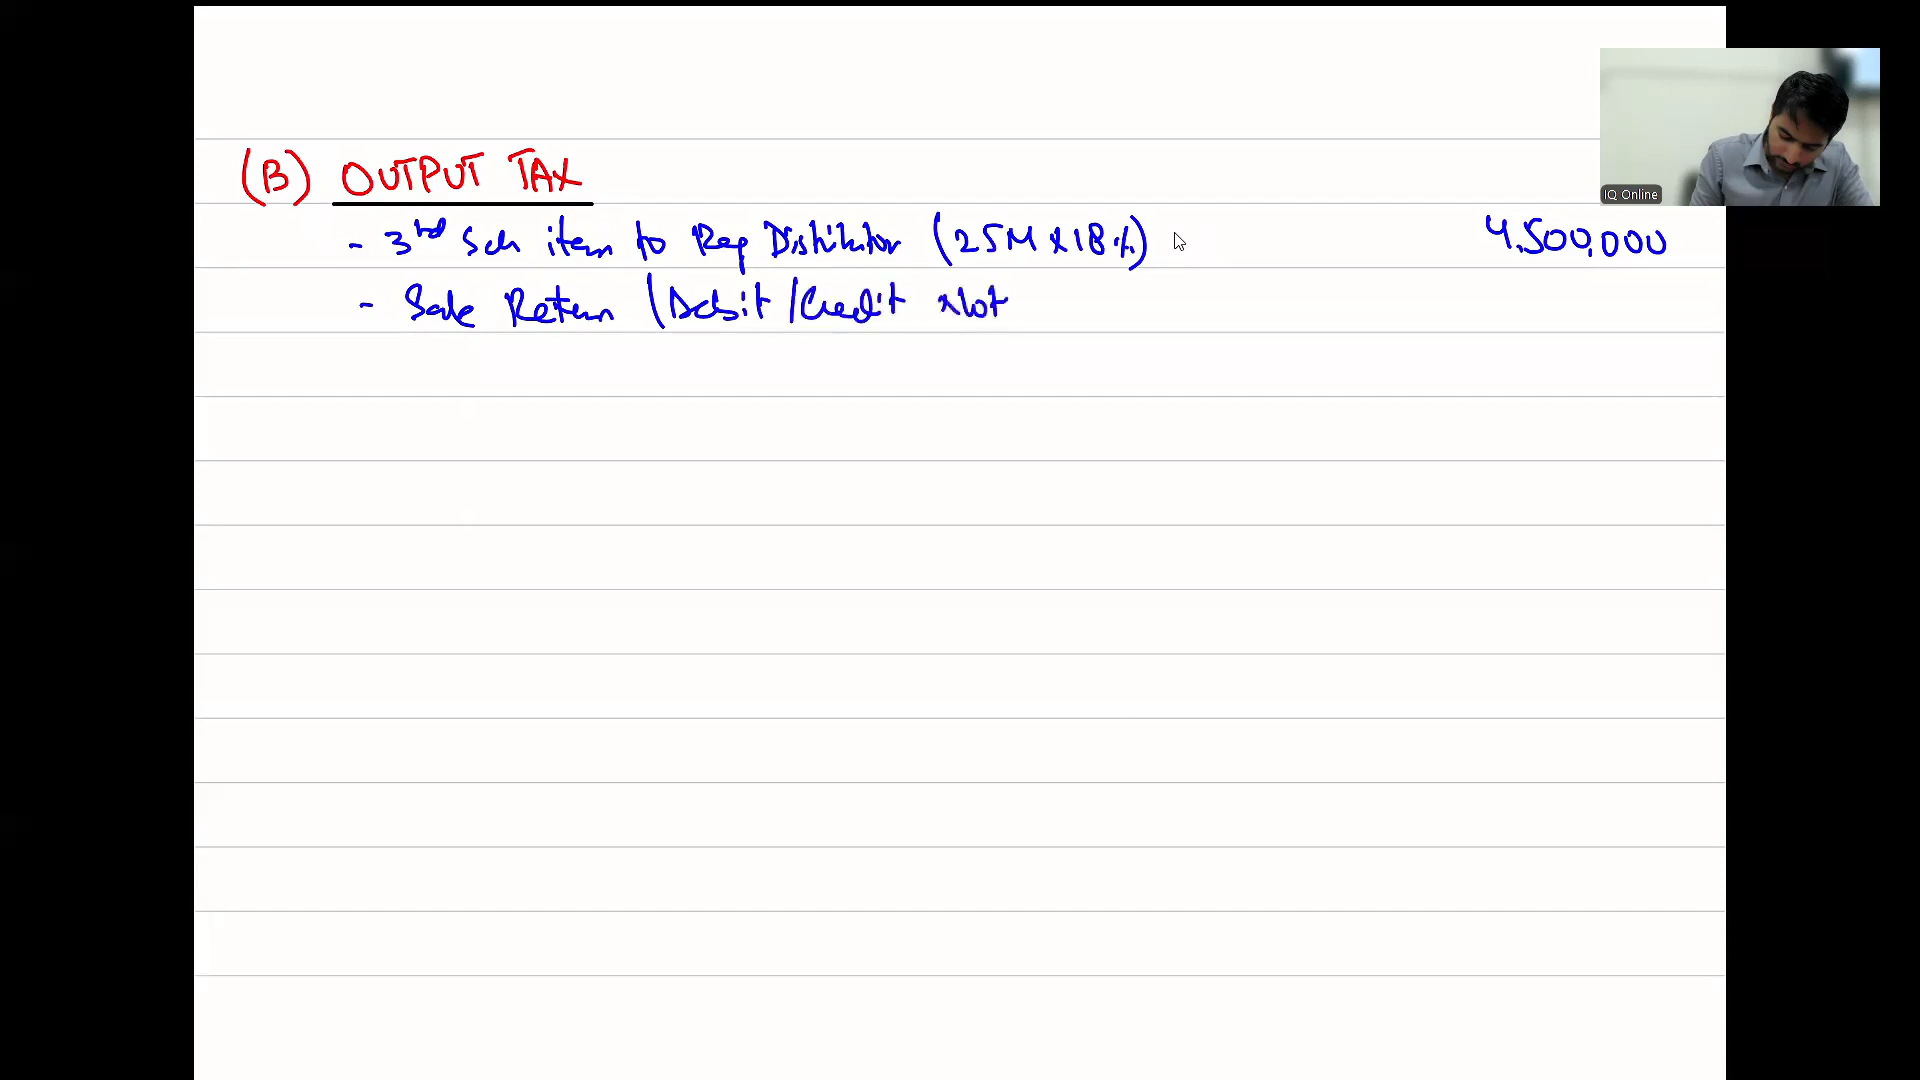 (B) OUTPUT TAX
- 3rd Sch item to Reg Distributor (25M x 18%) 4,500,000
- Sale Return (Debit / Credit Not
IQ Online